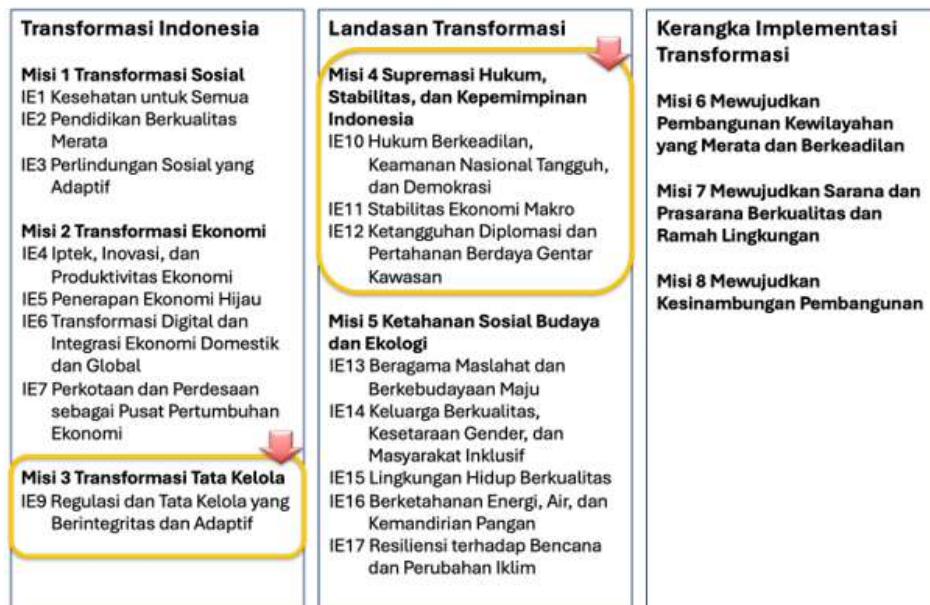 Transformasi Indonesia
Misi 1 Transformasi Sosial
IE1 Kesehatan untuk Semua
IE2 Pendidikan Berkualitas
Merata
IE3 Perlindungan Sosial yang
Adaptif
Misi 2 Transformasi Ekonomi
IE4 Iptek, Inovasi, dan
Produktivitas Ekonomi
IE5 Penerapan Ekonomi Hijau
IE6 Transformasi Digital dan
Integrasi Ekonomi Domestik
dan Global
IE7 Perkotaan dan Perdesaan
sebagai Pusat Pertumbuhan
Ekonomi
Misi 3 Transformasi Tata Kelola
IE9 Regulasi dan Tata Kelola yang
Berintegritas dan Adaptif
Landasan Transformasi
Misi 4 Supremasi Hukum,
Stabilitas, dan Kepemimpinan
Indonesia
IE10 Hukum Berkeadilan,
Keamanan Nasional Tangguh,
dan Demokrasi
IE11 Stabilitas Ekonomi Makro
IE12 Ketangguhan Diplomasi dan
Pertahanan Berdaya Gentar
Kawasan
Misi 5 Ketahanan Sosial Budaya
dan Ekologi
IE13 Beragama Maslahat dan
Berkebudayaan Maju
IE14 Keluarga Berkualitas,
Kesetaraan Gender, dan
Masyarakat Inklusif
IE15 Lingkungan Hidup Berkualitas
IE16 Berketahanan Energi, Air, dan
Kemandirian Pangan
IE17 Resiliensi terhadap Bencana
dan Perubahan Iklim
Kerangka Implementasi
Transformasi
Misi 6 Mewujudkan
Pembangunan Kewilayahan
yang Merata dan Berkeadilan
Misi 7 Mewujudkan Sarana dan
Prasarana Berkualitas dan
Ramah Lingkungan
Misi 8 Mewujudkan
Kesinambungan Pembangunan